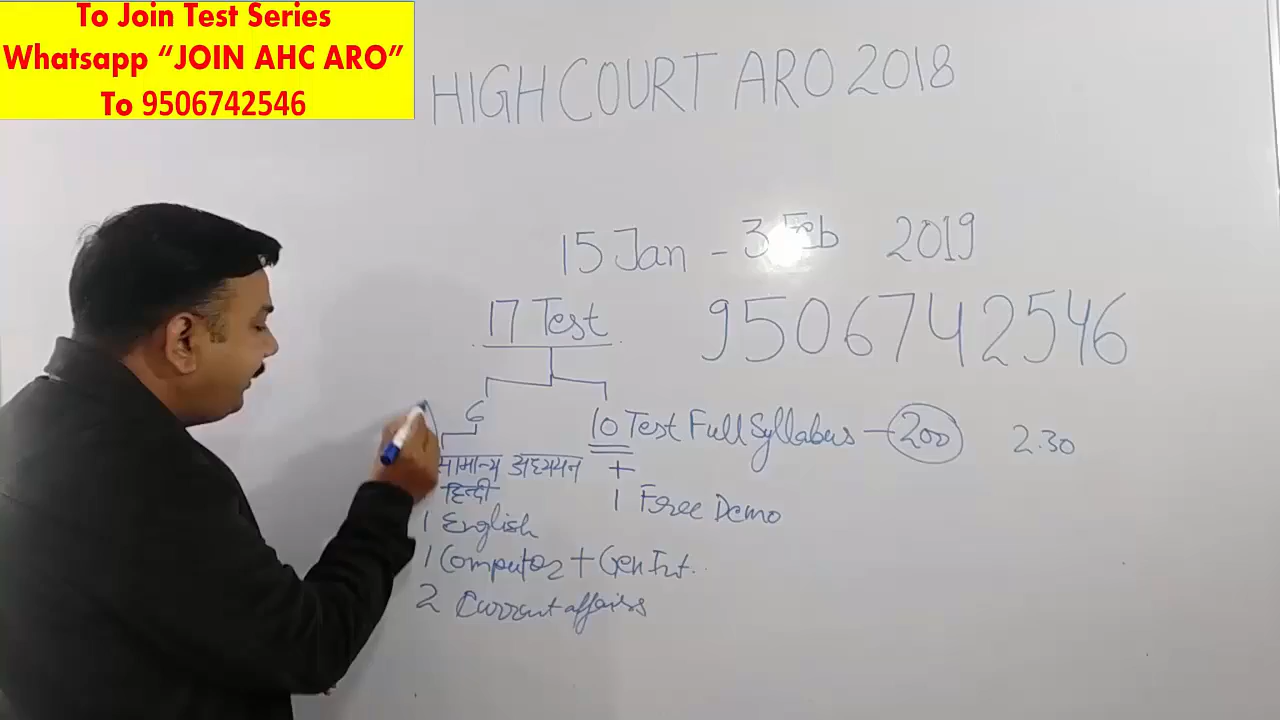 To Join Test Series
Whatsapp “JOIN AHC ARO”
To 9506742546
HIGH COURT ARO 2018
15 Jan - 3 Feb 2019
17 Test 9506742546
6 10 Test Full Syllabus - 200 2.30
सामान्य अध्ययन +
हिन्दी 1 Free Demo
1 English
1 Computer + Gen Int.
2 Current affairs